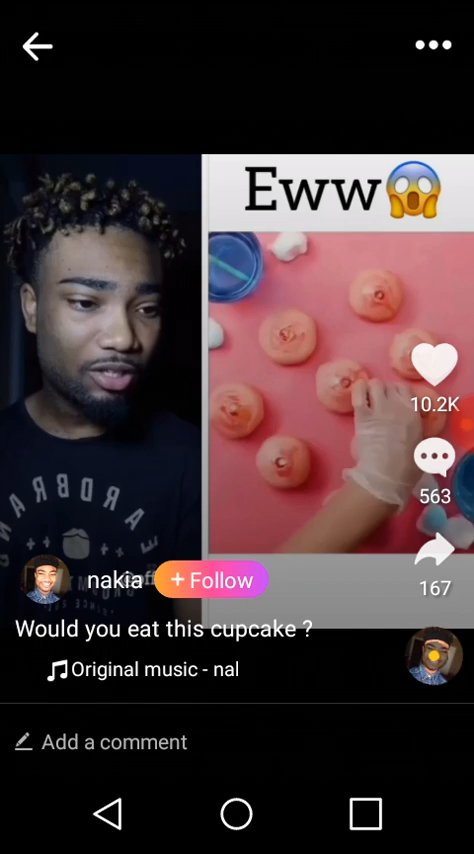 Eww😱
10.2K
563
167
nakia
+ Follow
Would you eat this cupcake ?
Original music - nal
Add a comment